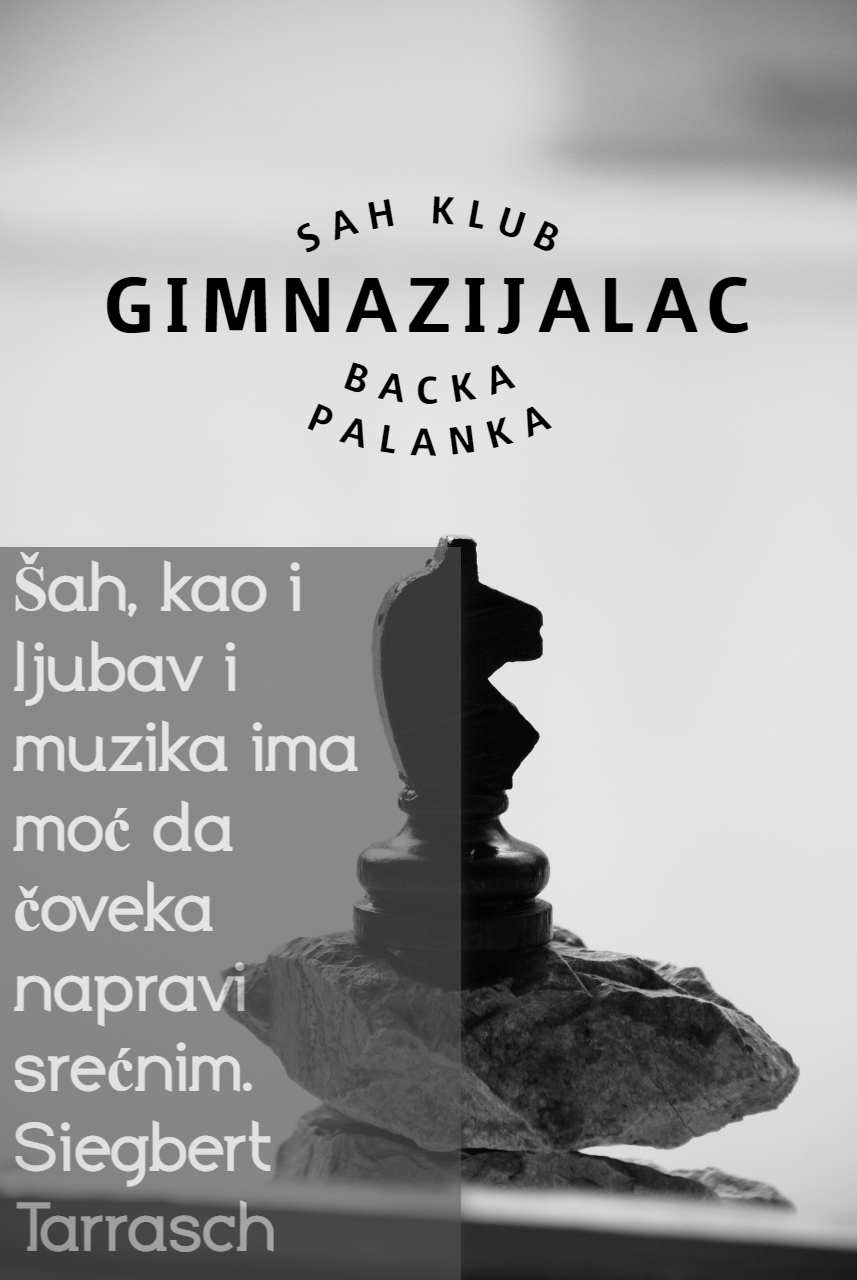 SAH KLUB
GIMNAZIJALAC
BACKA
PALANKA
Šah, kao i
ljubav i
muzika ima
moć da
čoveka
napravi
srećnim.
Siegbert
Tarrasch